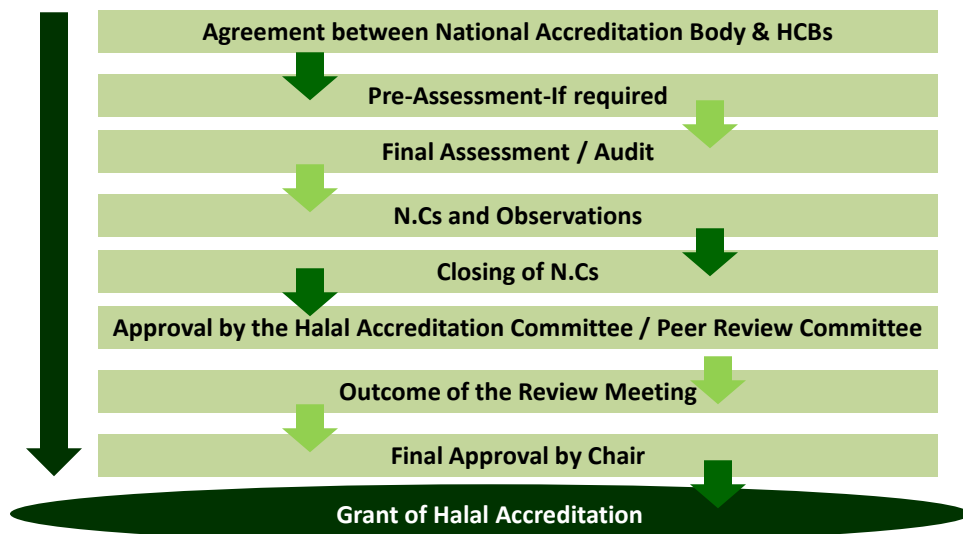 Agreement between National Accreditation Body & HCBs
Pre-Assessment-If required
Final Assessment / Audit
N.Cs and Observations
Closing of N.Cs
Approval by the Halal Accreditation Committee / Peer Review Committee
Outcome of the Review Meeting
Final Approval by Chair
Grant of Halal Accreditation